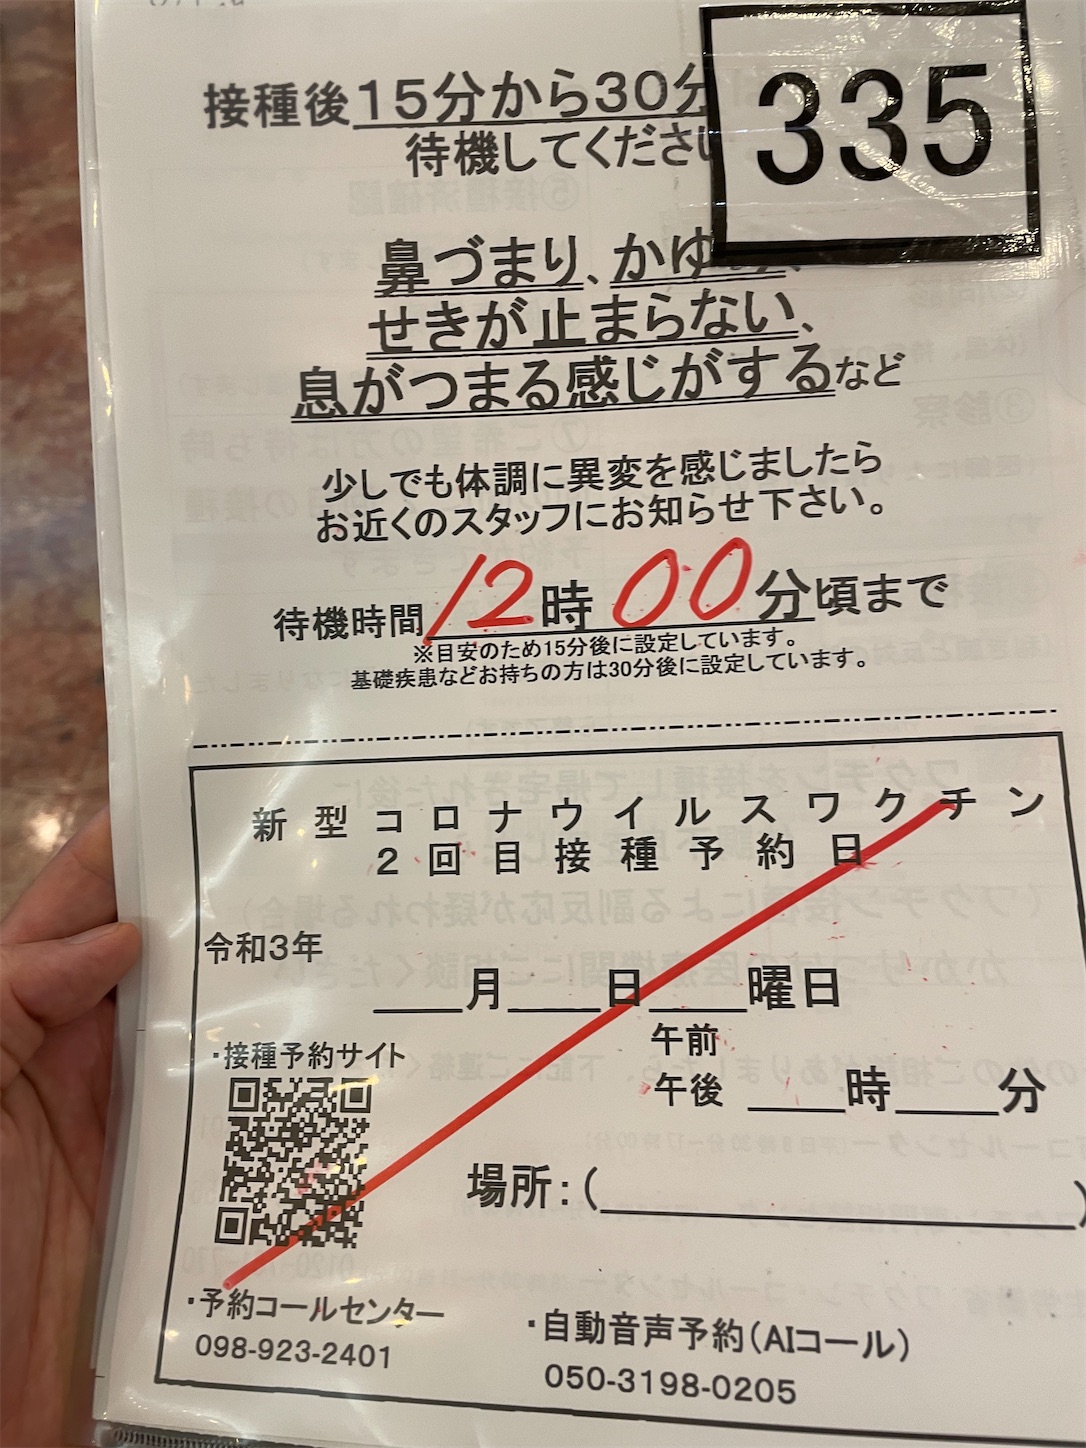 335
接種後15分から30分
待機してください
鼻づまり、かゆみ、
せきが止まらない、
息がつまる感じがするなど
少しでも体調に異変を感じましたら
お近くのスタッフにお知らせ下さい。
待機時間12時00分頃まで
※目安のため15分後に設定しています。
基礎疾患などお持ちの方は30分後に設定しています。
新型コロナウイルスワクチン
2回目接種予約日
令和3年
月 日 曜日
・接種予約サイト
午前
午後 時 分
場所：( )
・予約コールセンター
098-923-2401
・自動音声予約(AIコール)
050-3198-0205